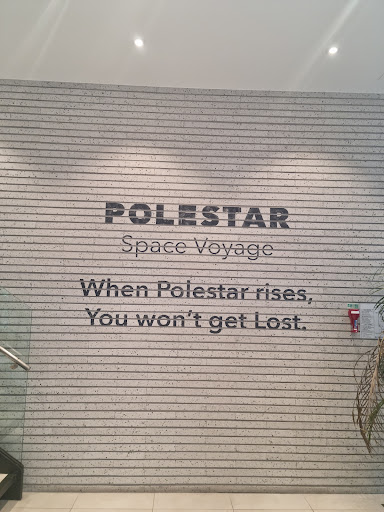 POLESTAR
Space Voyage
When Polestar rises,
You won't get Lost.